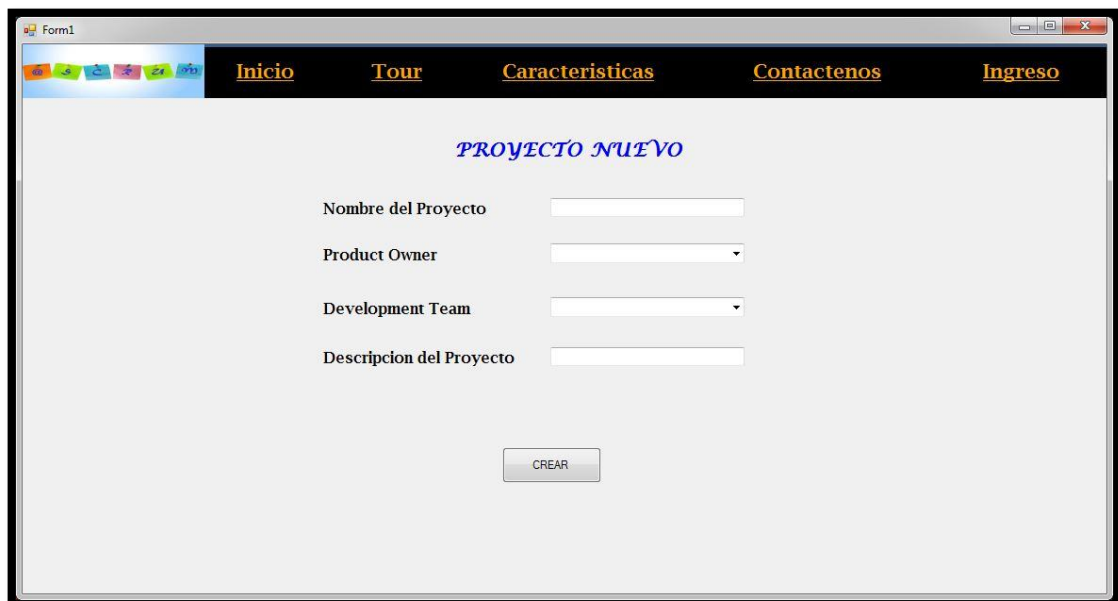 Form1
@ S C R U M
Inicio Tour Caracteristicas Contactenos Ingreso
PROYECTO NUEVO
Nombre del Proyecto
Product Owner
Development Team
Descripcion del Proyecto
CREAR